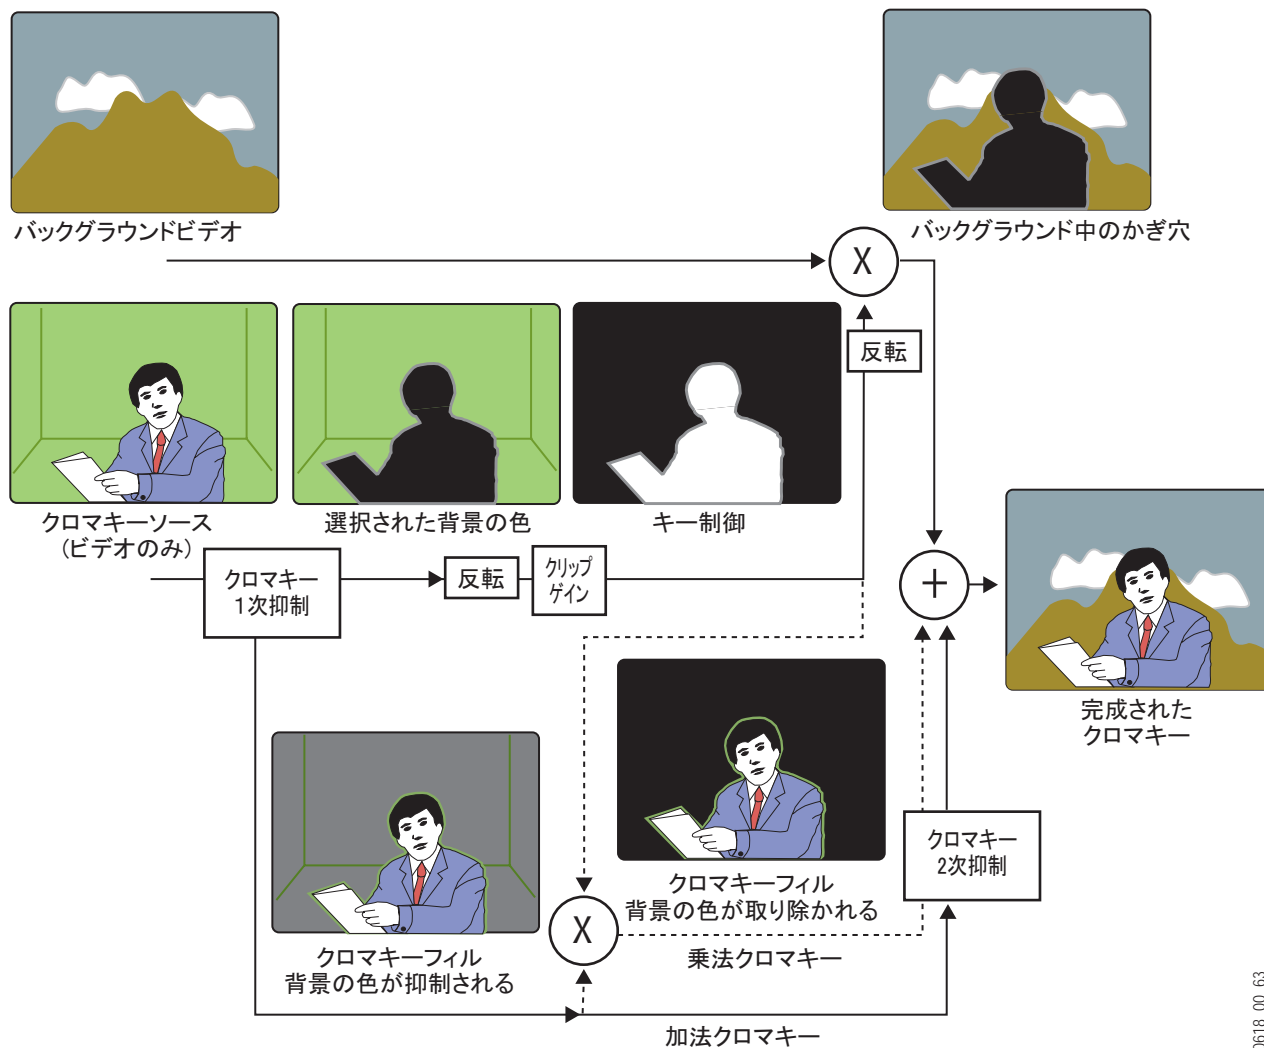 バックグラウンドビデオ
バックグラウンド中のかぎ穴
X
反転
クロマキーソース
(ビデオのみ)
選択された背景の色
キー制御
クロマキー
1次抑制
反転
クリップ
ゲイン
+
完成された
クロマキー
クロマキー
2次抑制
クロマキーフィル
背景の色が取り除かれる
X
クロマキーフィル
背景の色が抑制される
乗法クロマキー
加法クロマキー
0618_00_63